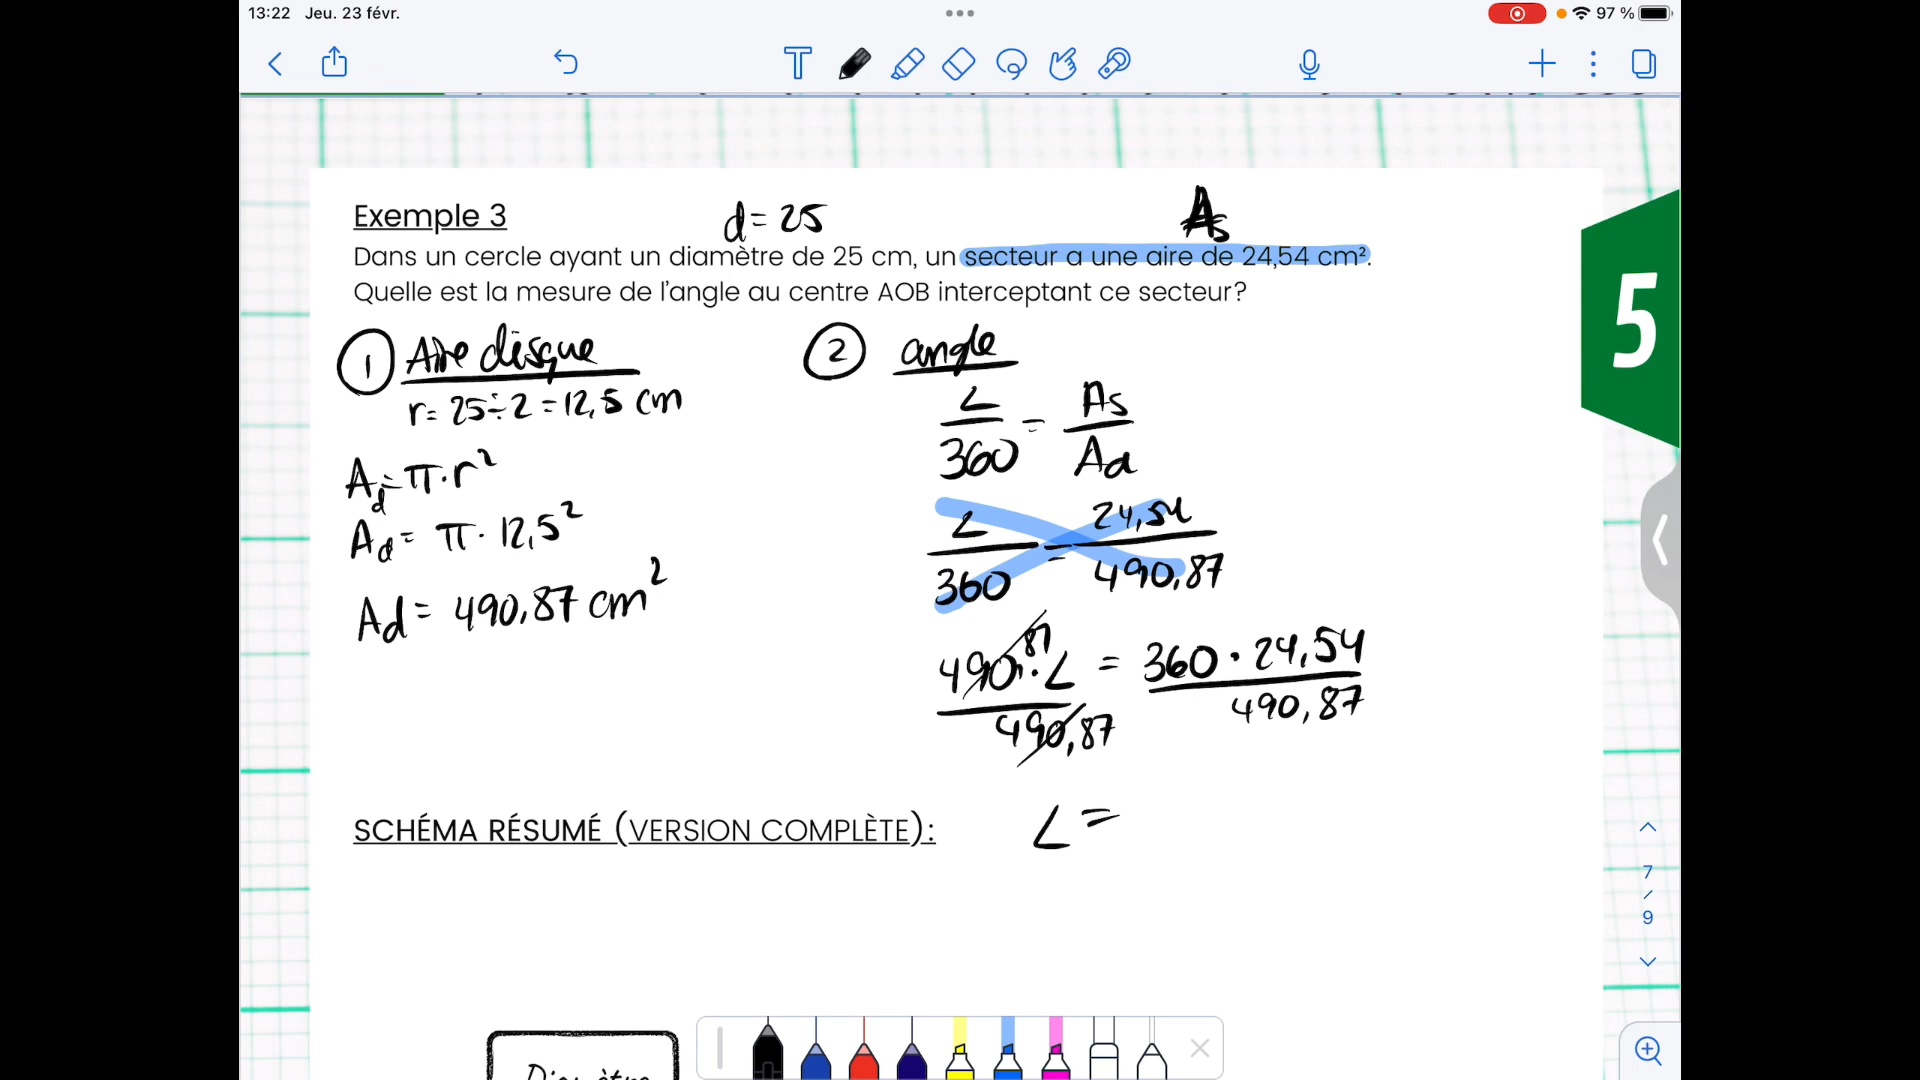 13:22 Jeu. 23 févr.
97 %
Exemple 3
d = 25
As
Dans un cercle ayant un diamètre de 25 cm, un secteur a une aire de 24,54 cm².
Quelle est la mesure de l'angle au centre AOB interceptant ce secteur?
5
1 Aire disque
r = 25 ÷ 2 = 12,5 cm
Ad = π · r²
Ad = π · 12,5²
Ad = 490,87 cm²
2 angle
∠/360 = As/Ad
∠/360 = 24,54/490,87
490,87 · ∠/490,87 = 360 · 24,54/490,87
∠ =
SCHÉMA RÉSUMÉ (VERSION COMPLÈTE):
7
/
9
Diamètre